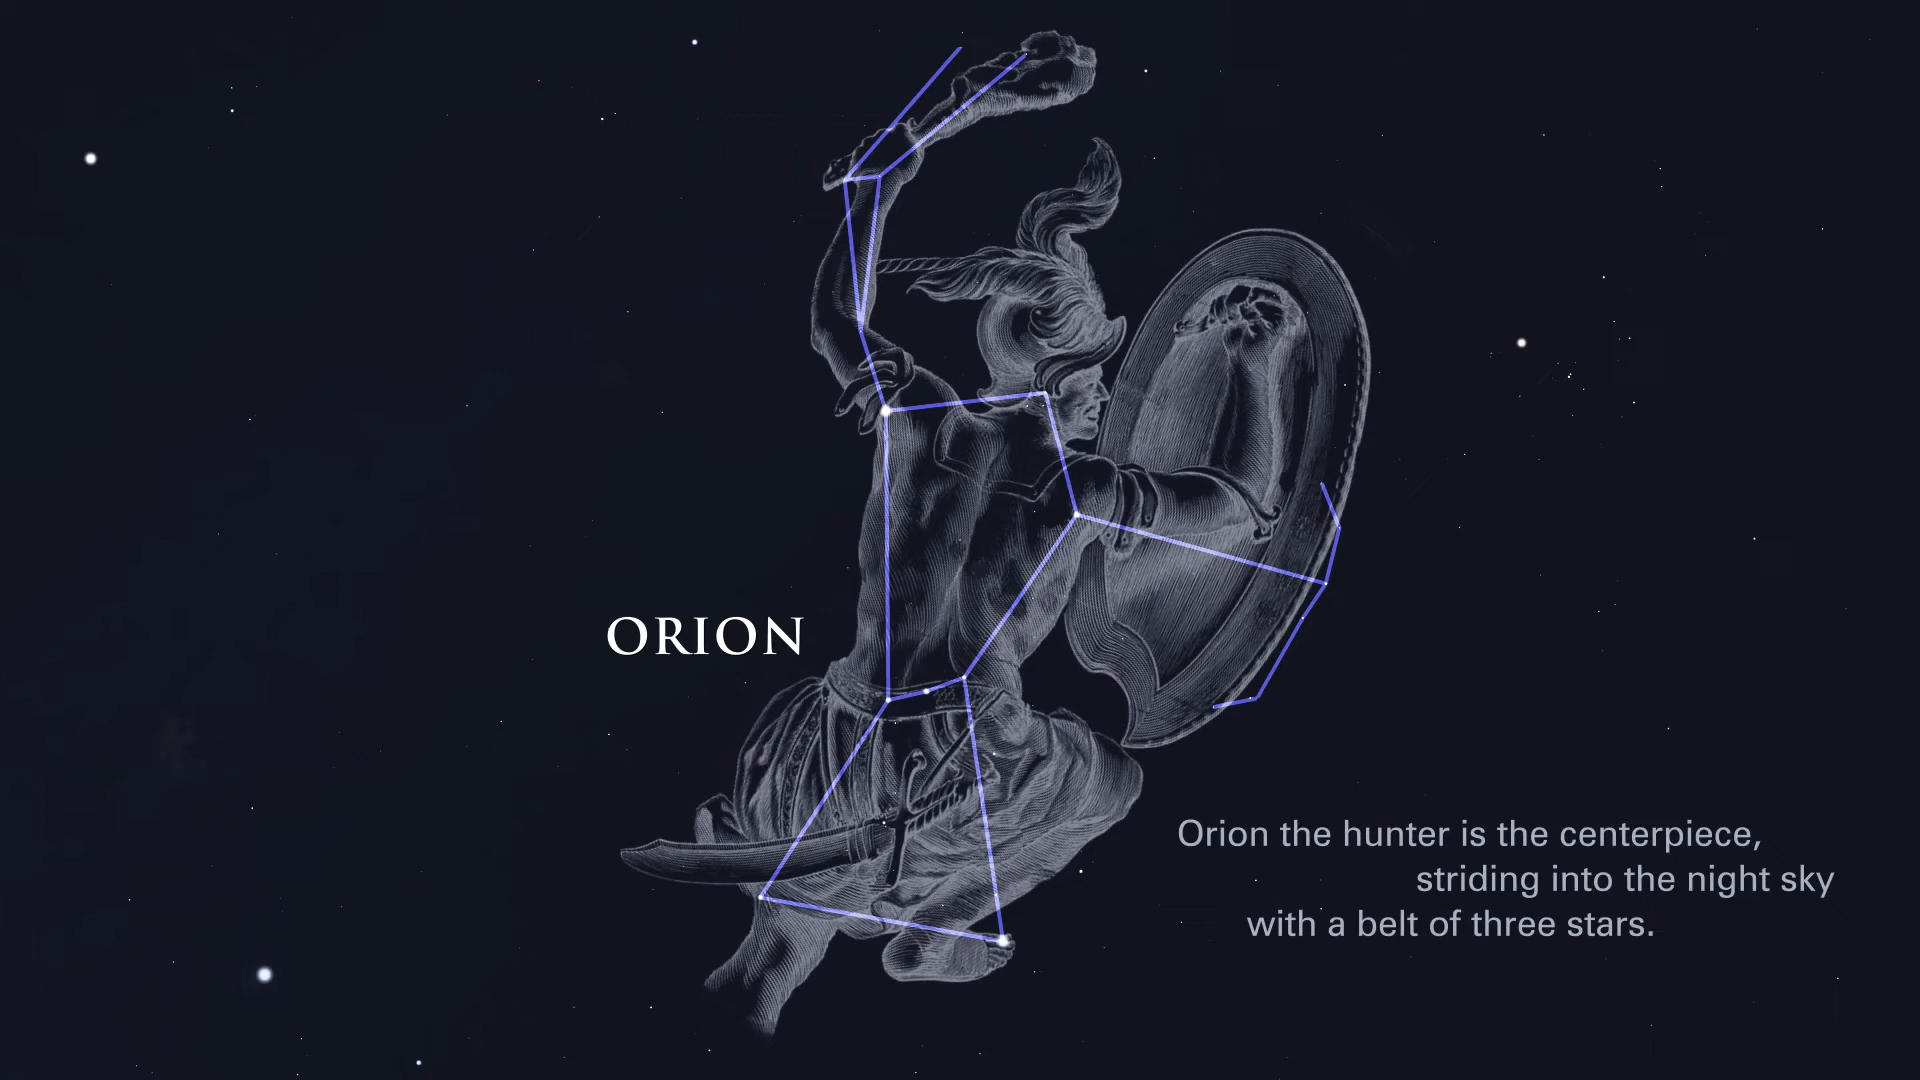 ORION
Orion the hunter is the centerpiece,
striding into the night sky
with a belt of three stars.